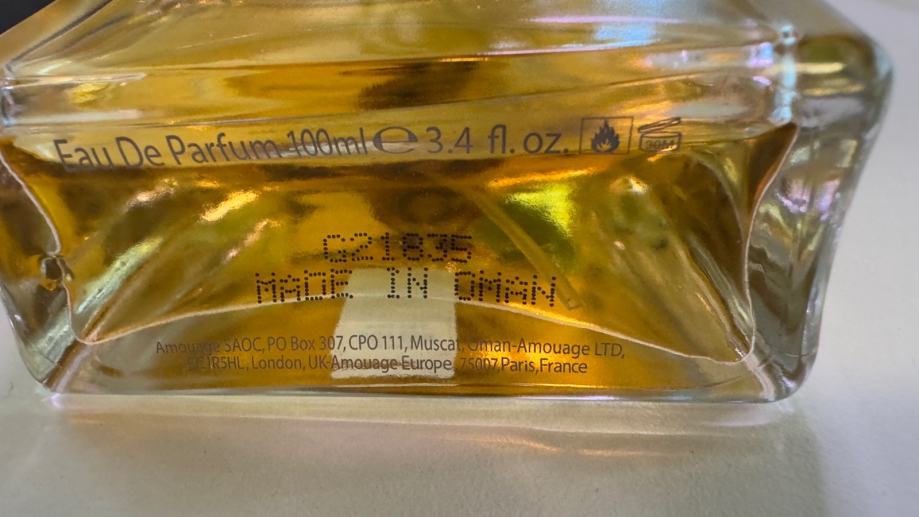 Eau De Parfum 100ml ℮ 3.4 fl. oz.
G21835
MADE IN OMAN
Amouage SAOC, PO Box 307, CPO 111, Muscat, Oman-Amouage LTD,
London, UK-Amouage Europe, 75007, Paris, France